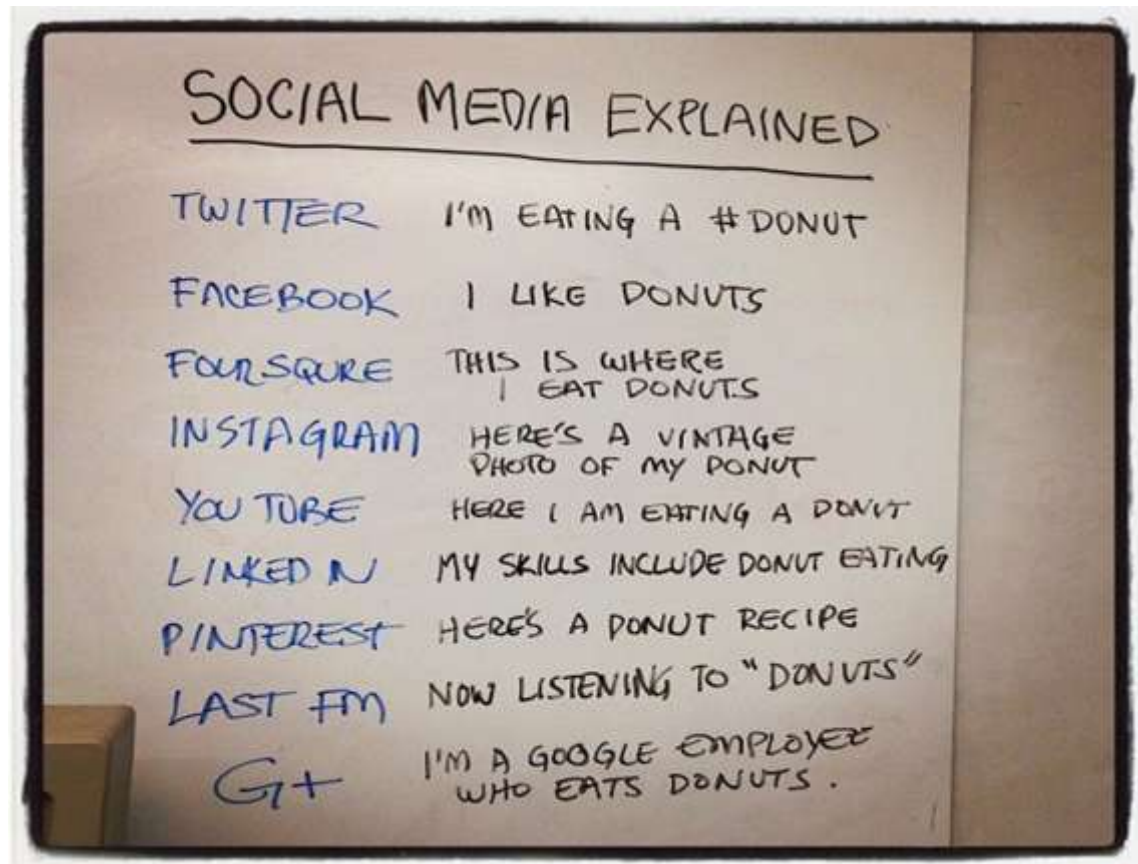 SOCIAL MEDIA EXPLAINED
TWITTER I'M EATING A #DONUT
FACEBOOK I LIKE DONUTS
FOURSQURE THIS IS WHERE
I EAT DONUTS
INSTAGRAM HERE'S A VINTAGE
PHOTO OF MY DONUT
YOU TUBE HERE I AM EATING A DONUT
LINKED IN MY SKILLS INCLUDE DONUT EATING
PINTEREST HERE'S A DONUT RECIPE
LAST FM NOW LISTENING TO "DONUTS"
G+ I'M A GOOGLE EMPLOYEE
WHO EATS DONUTS.